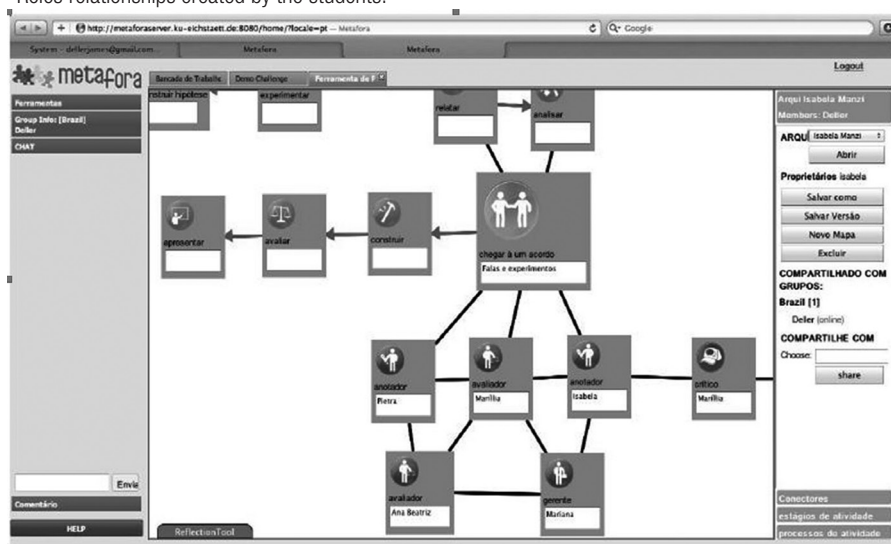 Roles relationships created by the students.
http://metaforaserver.ku-eichstaett.de:8080/home/?locale=pt — Metafora
Google
System – dellerjames@gmail.com...
Metafora
Metafora
metafora
Barcada de Trabalho
Demo Challenge
Ferramenta de P
Logout
Ferramentas
Group Info: [Brazil]
Deller
CHAT
Envia
Comentário
HELP
ReflectionTool
nstruir hipótese
experimentar
relatar
analisar
apresentar
avaliar
construir
chegar à um acordo
Falas e experimentos
anotador
Pietra
avaliador
Marília
anotador
Isabela
crítico
Marília
avaliador
Ana Beatriz
gerente
Mariana
Arqui Isabela Manzi
Members: Deller
ARQU Isabela Manzi
Abrir
Proprietários isabela
Salvar como
Salvar Versão
Novo Mapa
Excluir
COMPARTILHADO COM
GRUPOS:
Brazil [1]
Deller (online)
COMPARTILHE COM
Choose:
share
Conectores
estágios de atividade
processos do atividade